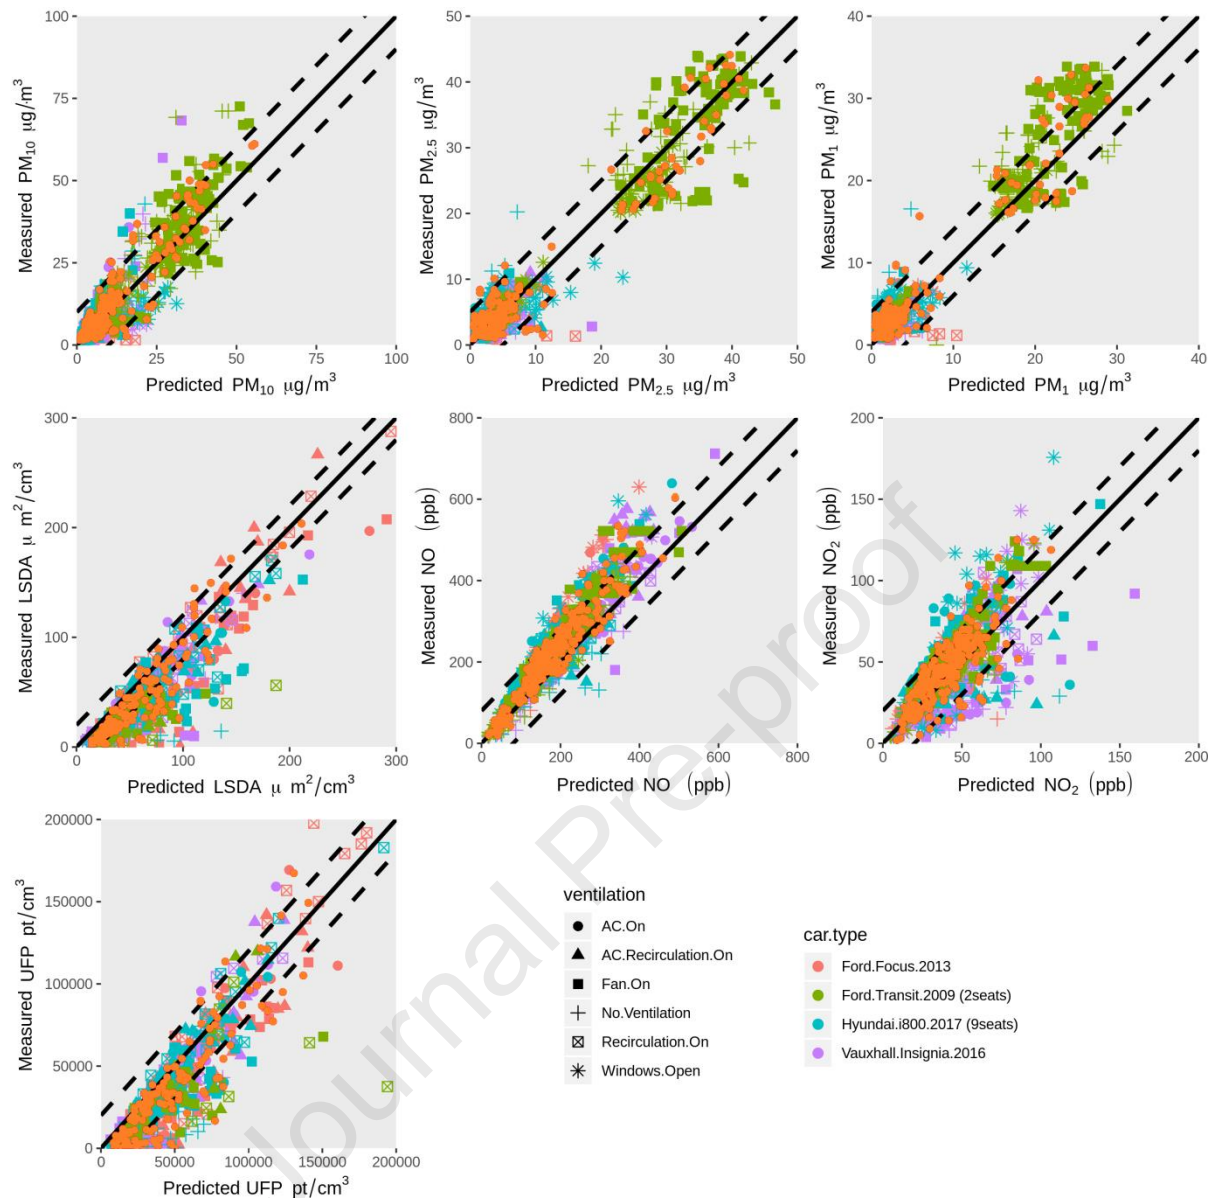 100
75
50
25
0
0 25 50 75 100
Measured PM10 μg/m3
Predicted PM10 μg/m3
50
40
30
20
10
0
0 10 20 30 40 50
Measured PM2.5 μg/m3
Predicted PM2.5 μg/m3
40
30
20
10
0
0 10 20 30 40
Measured PM1 μg/m3
Predicted PM1 μg/m3
300
200
100
0
0 100 200 300
Measured LSDA μ m2/cm3
Predicted LSDA μ m2/cm3
800
600
400
200
0
0 200 400 600 800
Measured NO (ppb)
Predicted NO (ppb)
200
150
100
50
0
0 50 100 150 200
Measured NO2 (ppb)
Predicted NO2 (ppb)
200000
150000
100000
50000
0
0 50000 100000 150000 200000
Measured UFP pt/cm3
Predicted UFP pt/cm3
ventilation
AC.On
AC.Recirculation.On
Fan.On
No.Ventilation
Recirculation.On
Windows.Open
car.type
Ford.Focus.2013
Ford.Transit.2009 (2seats)
Hyundai.i800.2017 (9seats)
Vauxhall.Insignia.2016
Journal Pre-proof